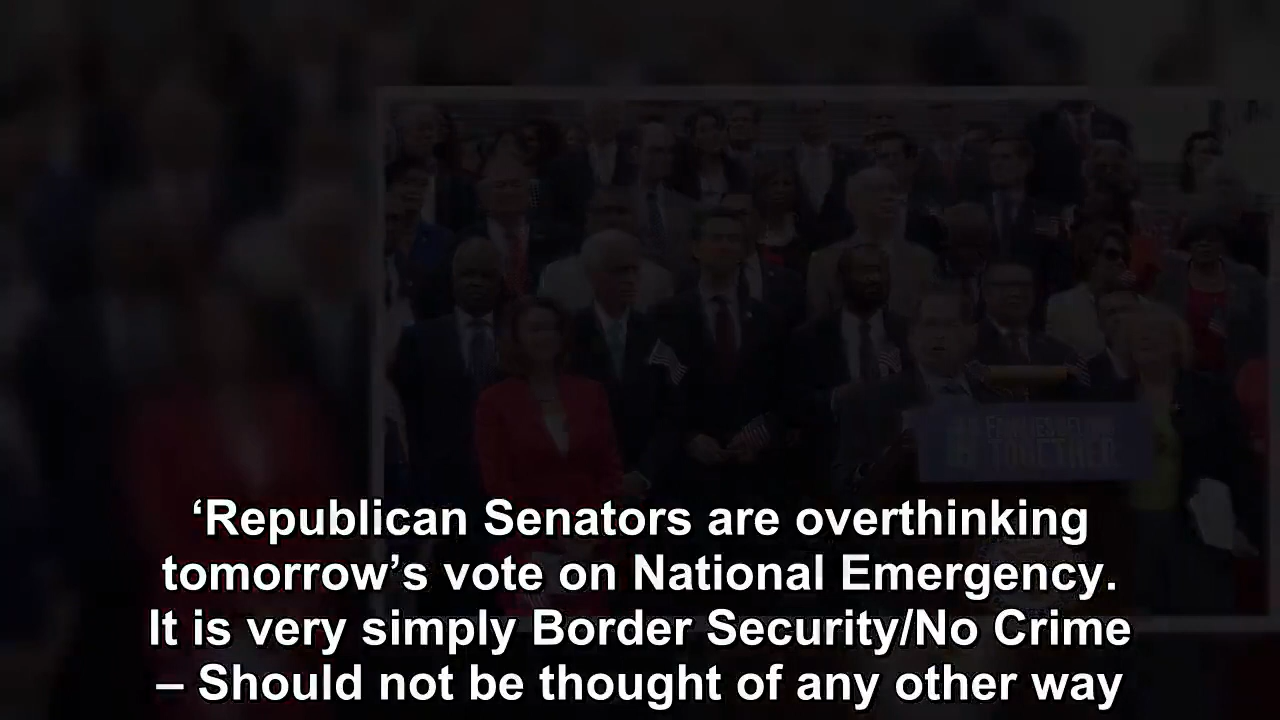 ‘Republican Senators are overthinking
tomorrow’s vote on National Emergency.
It is very simply Border Security/No Crime
– Should not be thought of any other way
TOGETHER